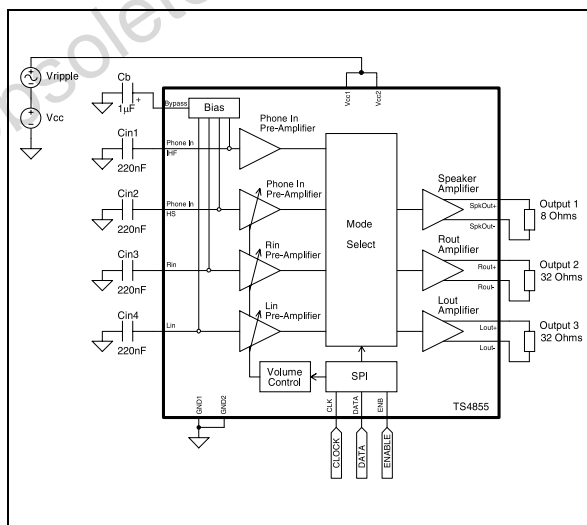 Obsolete
Vripple
Vcc
Cb
1µF
+
Bypass
Bias
Vcc1
Vcc2
Cin1
220nF
Phone In
IHF
Phone In
Pre-Amplifier
Cin2
220nF
Phone In
HS
Phone In
Pre-Amplifier
Cin3
220nF
Rin
Rin
Pre-Amplifier
Cin4
220nF
Lin
Lin
Pre-Amplifier
Mode
Select
Speaker
Amplifier
SpkOut+
SpkOut-
Output 1
8 Ohms
Rout
Amplifier
Rout+
Rout-
Output 2
32 Ohms
Lout
Amplifier
Lout+
Lout-
Output 3
32 Ohms
Volume
Control
SPI
GND1
GND2
CLK
DATA
ENB
TS4855
CLOCK
DATA
ENABLE